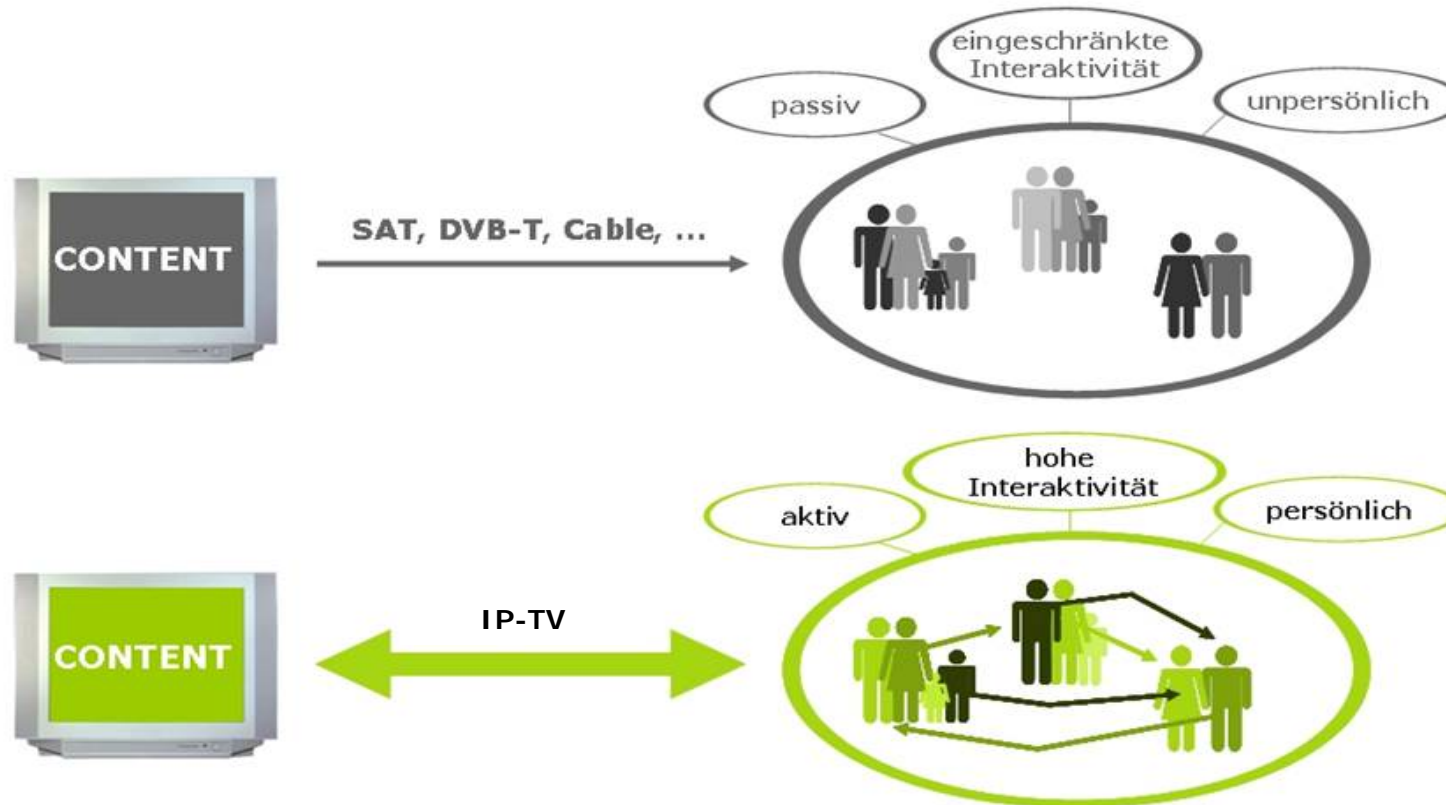 eingeschränkte
Interaktivität
passiv
unpersönlich
CONTENT
SAT, DVB-T, Cable, ...
hohe
Interaktivität
aktiv
persönlich
CONTENT
IP-TV